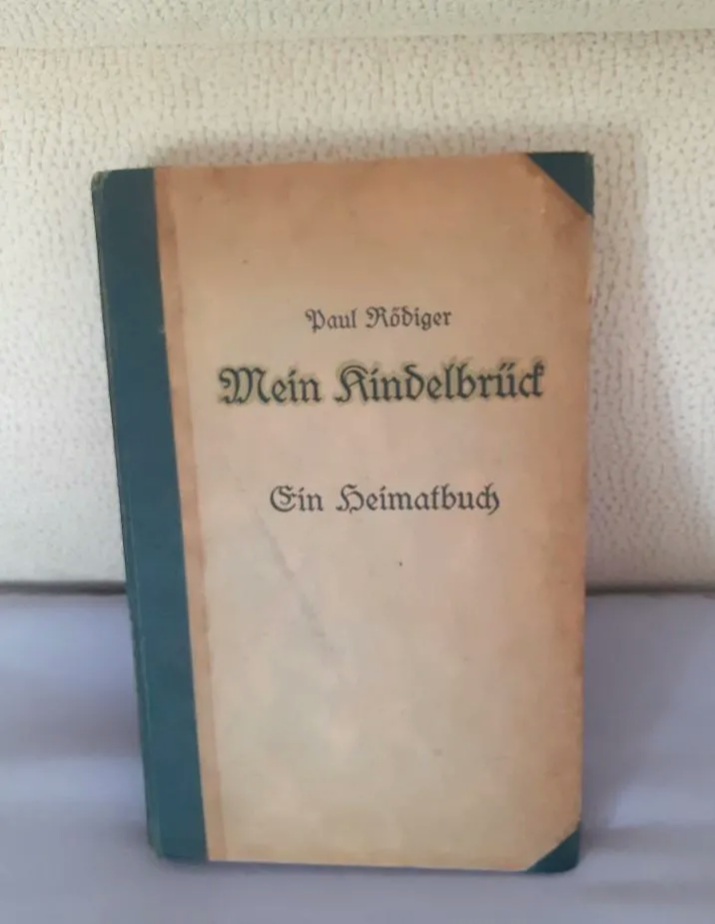 Paul Rödiger
Mein Kindelbrück
Ein Heimatbuch